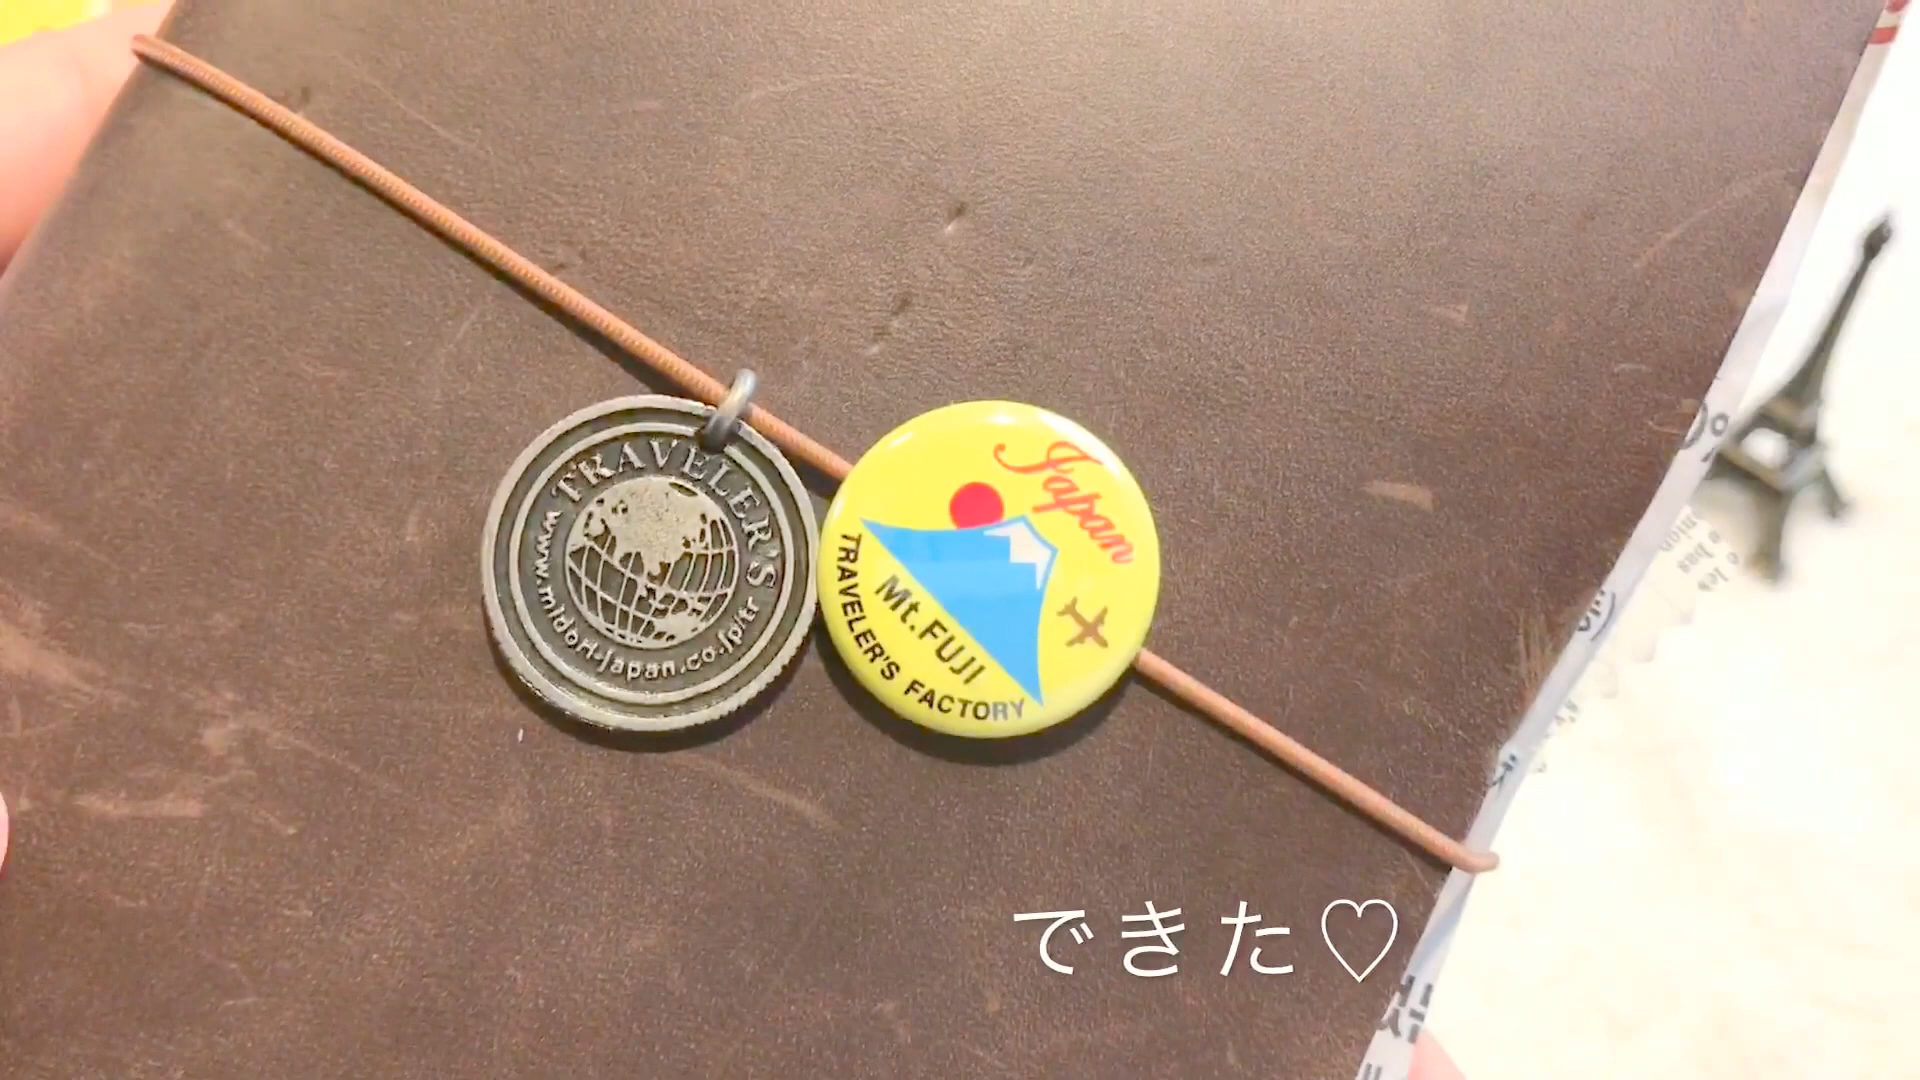 TRAVELER'S
www.midori-japan.co.jp/tr
Japan
Mt.FUJI
TRAVELER'S FACTORY
できた♡